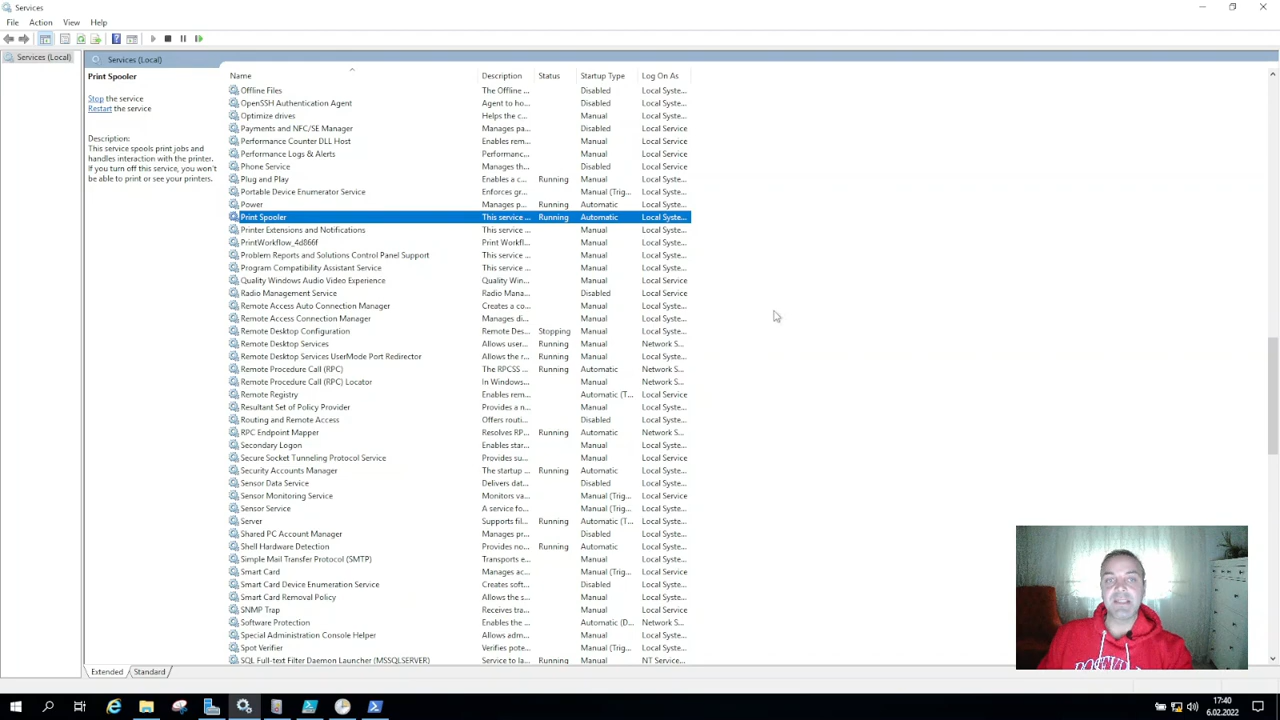 Services
File Action View Help
Services (Local)
Services (Local)
Print Spooler
Stop the service
Restart the service
Description:
This service spools print jobs and
handles interaction with the printer.
If you turn off this service, you won't
be able to print or see your printers.
Name Description Status Startup Type Log On As
Offline Files The Offline ... Disabled Local Syste...
OpenSSH Authentication Agent Agent to ho... Disabled Local Syste...
Optimize drives Helps the c... Manual Local Syste...
Payments and NFC/SE Manager Manages pa... Disabled Local Service
Performance Counter DLL Host Enables rem... Manual Local Service
Performance Logs & Alerts Performanc... Manual Local Service
Phone Service Manages th... Disabled Local Service
Plug and Play Enables a c... Running Manual Local Syste...
Portable Device Enumerator Service Enforces gr... Manual (Trig... Local Syste...
Power Manages p... Running Automatic Local Syste...
Print Spooler This service ... Running Automatic Local Syste...
Printer Extensions and Notifications This service ... Manual Local Syste...
PrintWorkflow_4d866f Print Workfl... Manual Local Syste...
Problem Reports and Solutions Control Panel Support This service ... Manual Local Syste...
Program Compatibility Assistant Service This service ... Manual Local Syste...
Quality Windows Audio Video Experience Quality Win... Manual Local Service
Radio Management Service Radio Mana... Disabled Local Service
Remote Access Auto Connection Manager Creates a co... Manual Local Syste...
Remote Access Connection Manager Manages di... Manual Local Syste...
Remote Desktop Configuration Remote Des... Stopping Manual Local Syste...
Remote Desktop Services Allows user... Running Manual Network S...
Remote Desktop Services UserMode Port Redirector Allows the r... Running Manual Local Syste...
Remote Procedure Call (RPC) The RPCSS ... Running Automatic Network S...
Remote Procedure Call (RPC) Locator In Windows... Manual Network S...
Remote Registry Enables rem... Automatic (T... Local Service
Resultant Set of Policy Provider Provides a n... Manual Local Syste...
Routing and Remote Access Offers routi... Disabled Local Syste...
RPC Endpoint Mapper Resolves RP... Running Automatic Network S...
Secondary Logon Enables star... Manual Local Syste...
Secure Socket Tunneling Protocol Service Provides su... Manual Local Service
Security Accounts Manager The startup ... Running Automatic Local Syste...
Sensor Data Service Delivers dat... Disabled Local Syste...
Sensor Monitoring Service Monitors va... Manual (Trig... Local Service
Sensor Service A service fo... Manual (Trig... Local Syste...
Server Supports fil... Running Automatic (T... Local Syste...
Shared PC Account Manager Manages pr... Disabled Local Syste...
Shell Hardware Detection Provides no... Running Automatic Local Syste...
Simple Mail Transfer Protocol (SMTP) Transports e... Manual Local Syste...
Smart Card Manages ac... Manual (Trig... Local Service
Smart Card Device Enumeration Service Creates soft... Disabled Local Syste...
Smart Card Removal Policy Allows the s... Manual Local Syste...
SNMP Trap Receives tra... Manual Local Service
Software Protection Enables the ... Automatic (D... Network S...
Special Administration Console Helper Allows adm... Manual Local Syste...
Spot Verifier Verifies pote... Manual (Trig... Local Syste...
SQL Full-text Filter Daemon Launcher (MSSQLSERVER) Service to la... Running Manual NT Service...
Extended Standard
17:40
6.02.2022